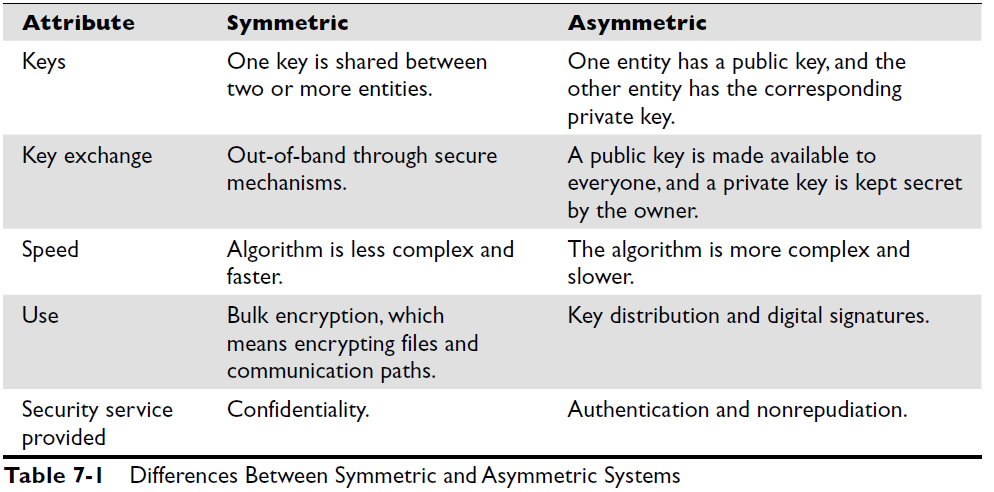 Attribute Symmetric Asymmetric
Keys One key is shared between One entity has a public key, and the
two or more entities. other entity has the corresponding
private key.
Key exchange Out-of-band through secure A public key is made available to
mechanisms. everyone, and a private key is kept secret
by the owner.
Speed Algorithm is less complex and The algorithm is more complex and
faster. slower.
Use Bulk encryption, which Key distribution and digital signatures.
means encrypting files and
communication paths.
Security service Confidentiality. Authentication and nonrepudiation.
provided
Table 7-1 Differences Between Symmetric and Asymmetric Systems